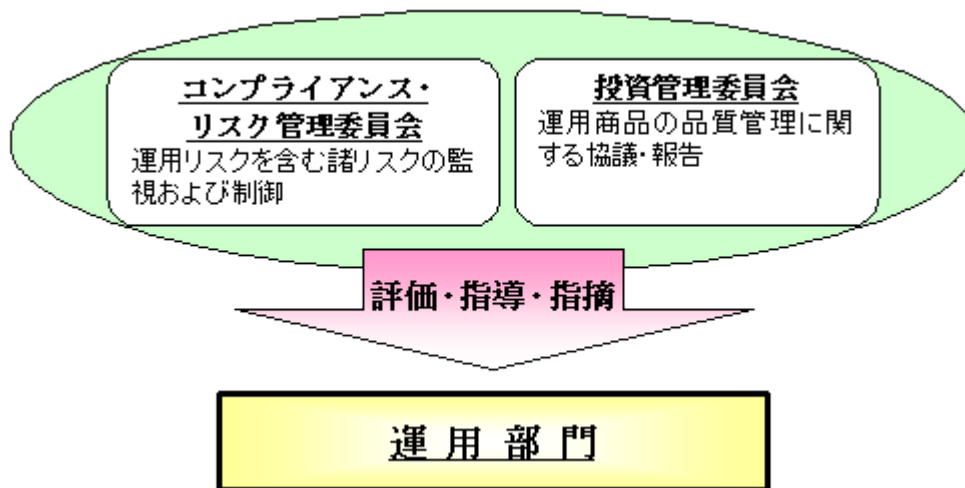 コンプライアンス・
リスク管理委員会
運用リスクを含む諸リスクの監
視および制御
投資管理委員会
運用商品の品質管理に関
する協議・報告
評価・指導・指摘
運用部門